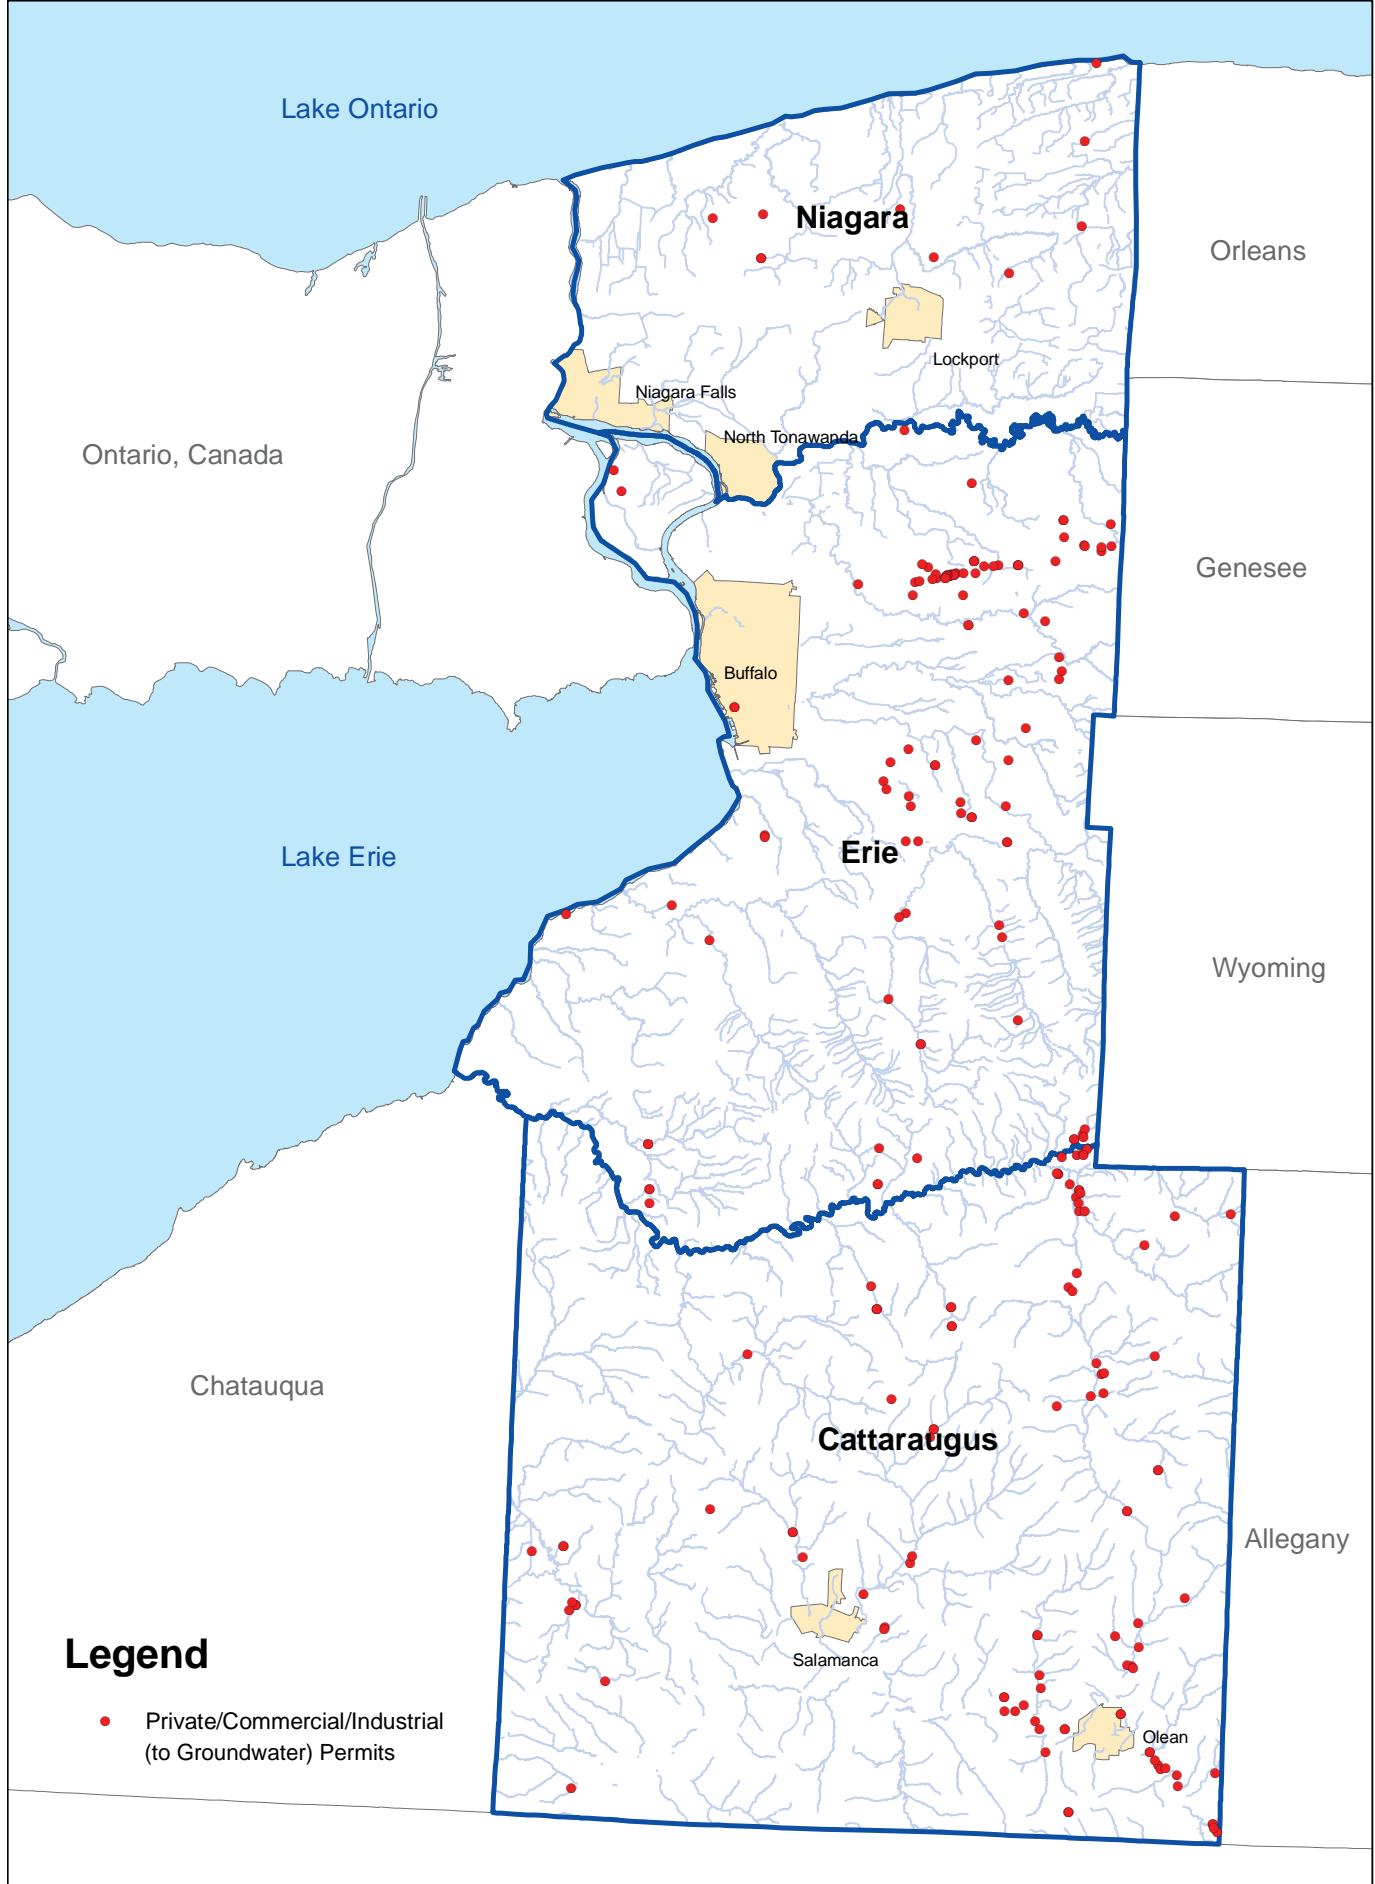 Lake Ontario
Niagara
Orleans
Lockport
Niagara Falls
North Tonawanda
Ontario, Canada
Genesee
Buffalo
Erie
Lake Erie
Wyoming
Chatauqua
Cattaraugus
Allegany
Legend
Salamanca
Private/Commercial/Industrial
(to Groundwater) Permits
Olean